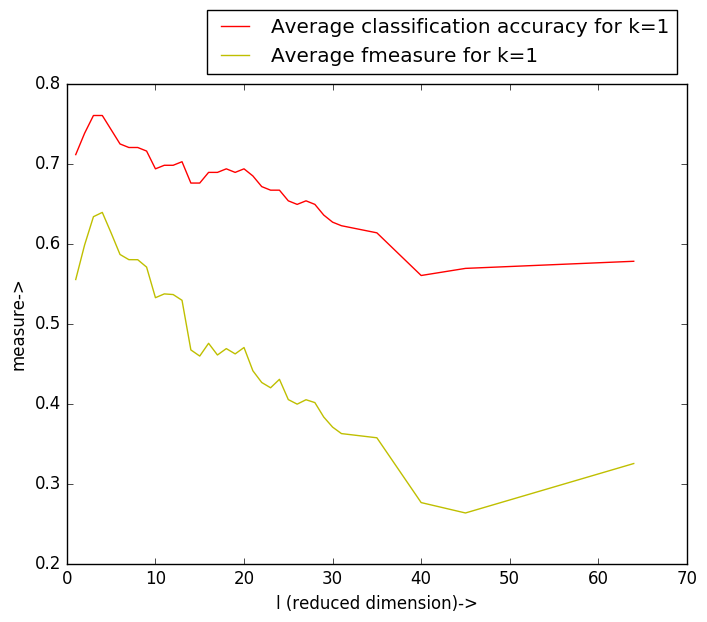 Average classification accuracy for k=1
Average fmeasure for k=1
0.8
0.7
0.6
0.5
0.4
0.3
0.2
measure->
0 10 20 30 40 50 60 70
l (reduced dimension)->